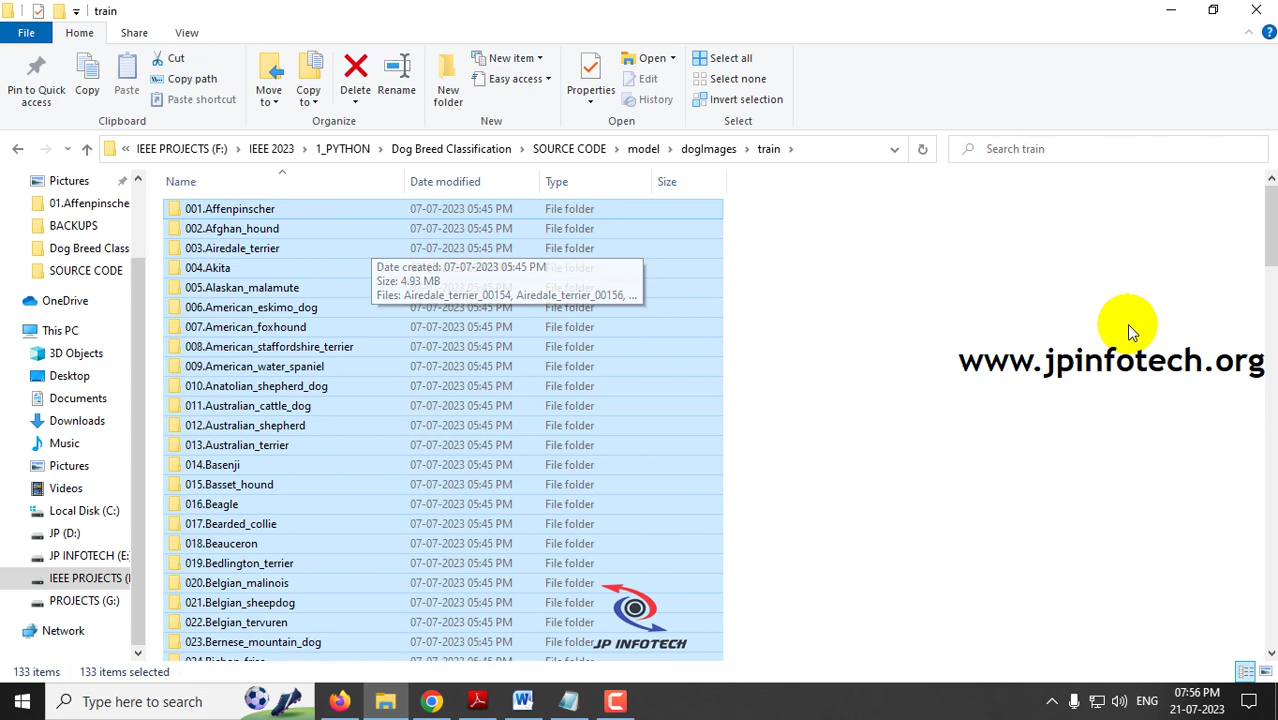 train
File Home Share View
Pin to Quick access
Copy
Paste
Cut
Copy path
Paste shortcut
Clipboard
Move to
Copy to
Delete
Rename
Organize
New folder
New item
Easy access
New
Properties
Open
Edit
History
Open
Select all
Select none
Invert selection
Select
« IEEE PROJECTS (F:) › IEEE 2023 › 1_PYTHON › Dog Breed Classification › SOURCE CODE › model › dogImages › train ›
Search train
Pictures
01.Affenpinsche
BACKUPS
Dog Breed Class
SOURCE CODE
OneDrive
This PC
3D Objects
Desktop
Documents
Downloads
Music
Pictures
Videos
Local Disk (C:)
JP (D:)
JP INFOTECH (E:
IEEE PROJECTS (
PROJECTS (G:)
Network
Name Date modified Type Size
001.Affenpinscher 07-07-2023 05:45 PM File folder
002.Afghan_hound 07-07-2023 05:45 PM File folder
003.Airedale_terrier 07-07-2023 05:45 PM File folder
004.Akita
005.Alaskan_malamute
006.American_eskimo_dog 07-07-2023 05:45 PM File folder
007.American_foxhound 07-07-2023 05:45 PM File folder
008.American_staffordshire_terrier 07-07-2023 05:45 PM File folder
009.American_water_spaniel 07-07-2023 05:45 PM File folder
010.Anatolian_shepherd_dog 07-07-2023 05:45 PM File folder
011.Australian_cattle_dog 07-07-2023 05:45 PM File folder
012.Australian_shepherd 07-07-2023 05:45 PM File folder
013.Australian_terrier 07-07-2023 05:45 PM File folder
014.Basenji 07-07-2023 05:45 PM File folder
015.Basset_hound 07-07-2023 05:45 PM File folder
016.Beagle 07-07-2023 05:45 PM File folder
017.Bearded_collie 07-07-2023 05:45 PM File folder
018.Beauceron 07-07-2023 05:45 PM File folder
019.Bedlington_terrier 07-07-2023 05:45 PM File folder
020.Belgian_malinois 07-07-2023 05:45 PM File folder
021.Belgian_sheepdog 07-07-2023 05:45 PM File folder
022.Belgian_tervuren 07-07-2023 05:45 PM File folder
023.Bernese_mountain_dog 07-07-2023 05:45 PM File folder
Date created: 07-07-2023 05:45 PM
Size: 4.93 MB
Files: Airedale_terrier_00154, Airedale_terrier_00156, ...
www.jpinfotech.org
JP INFOTECH
133 items 133 items selected
Type here to search
ENG
07:56 PM
21-07-2023